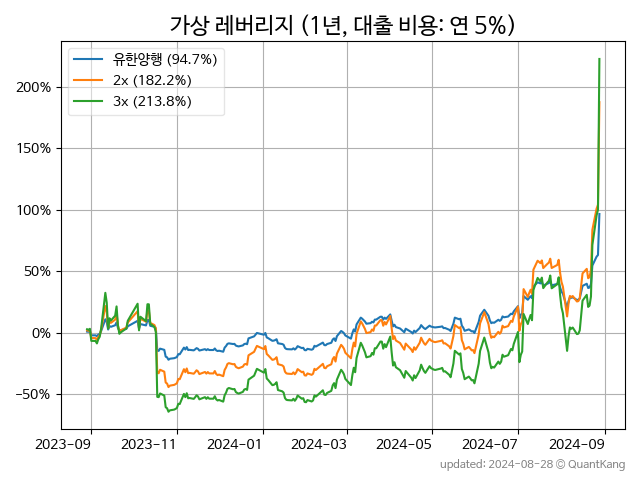 가상 레버리지 (1년, 대출 비용: 연 5%)
유한양행 (94.7%)
2x (182.2%)
3x (213.8%)
200%
150%
100%
50%
0%
−50%
2023-09 2023-11 2024-01 2024-03 2024-05 2024-07 2024-09
updated: 2024-08-28 © QuantKang